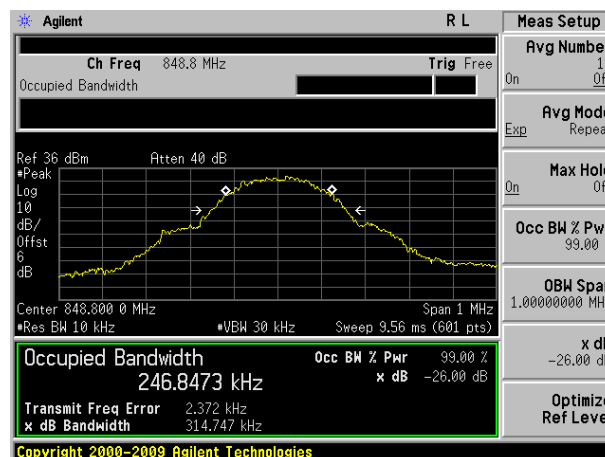 Agilent R L
Ch Freq 848.8 MHz Trig Free
Occupied Bandwidth
Ref 36 dBm Atten 40 dB
#Peak
Log
10
dB/
Offst
6
dB
Center 848.800 0 MHz Span 1 MHz
#Res BW 10 kHz #VBW 30 kHz Sweep 9.56 ms (601 pts)
Occupied Bandwidth Occ BW % Pwr 99.00 %
246.8473 kHz x dB -26.00 dB
Transmit Freq Error 2.372 kHz
x dB Bandwidth 314.747 kHz
Copyright 2000-2009 Agilent Technologies
Meas Setup
Avg Number
1
On Of
Avg Mode
Exp Repea
Max Hold
On Of
Occ BW % Pwr
99.00
OBW Span
1.00000000 MH
x dB
-26.00 d
Optimize
Ref Level